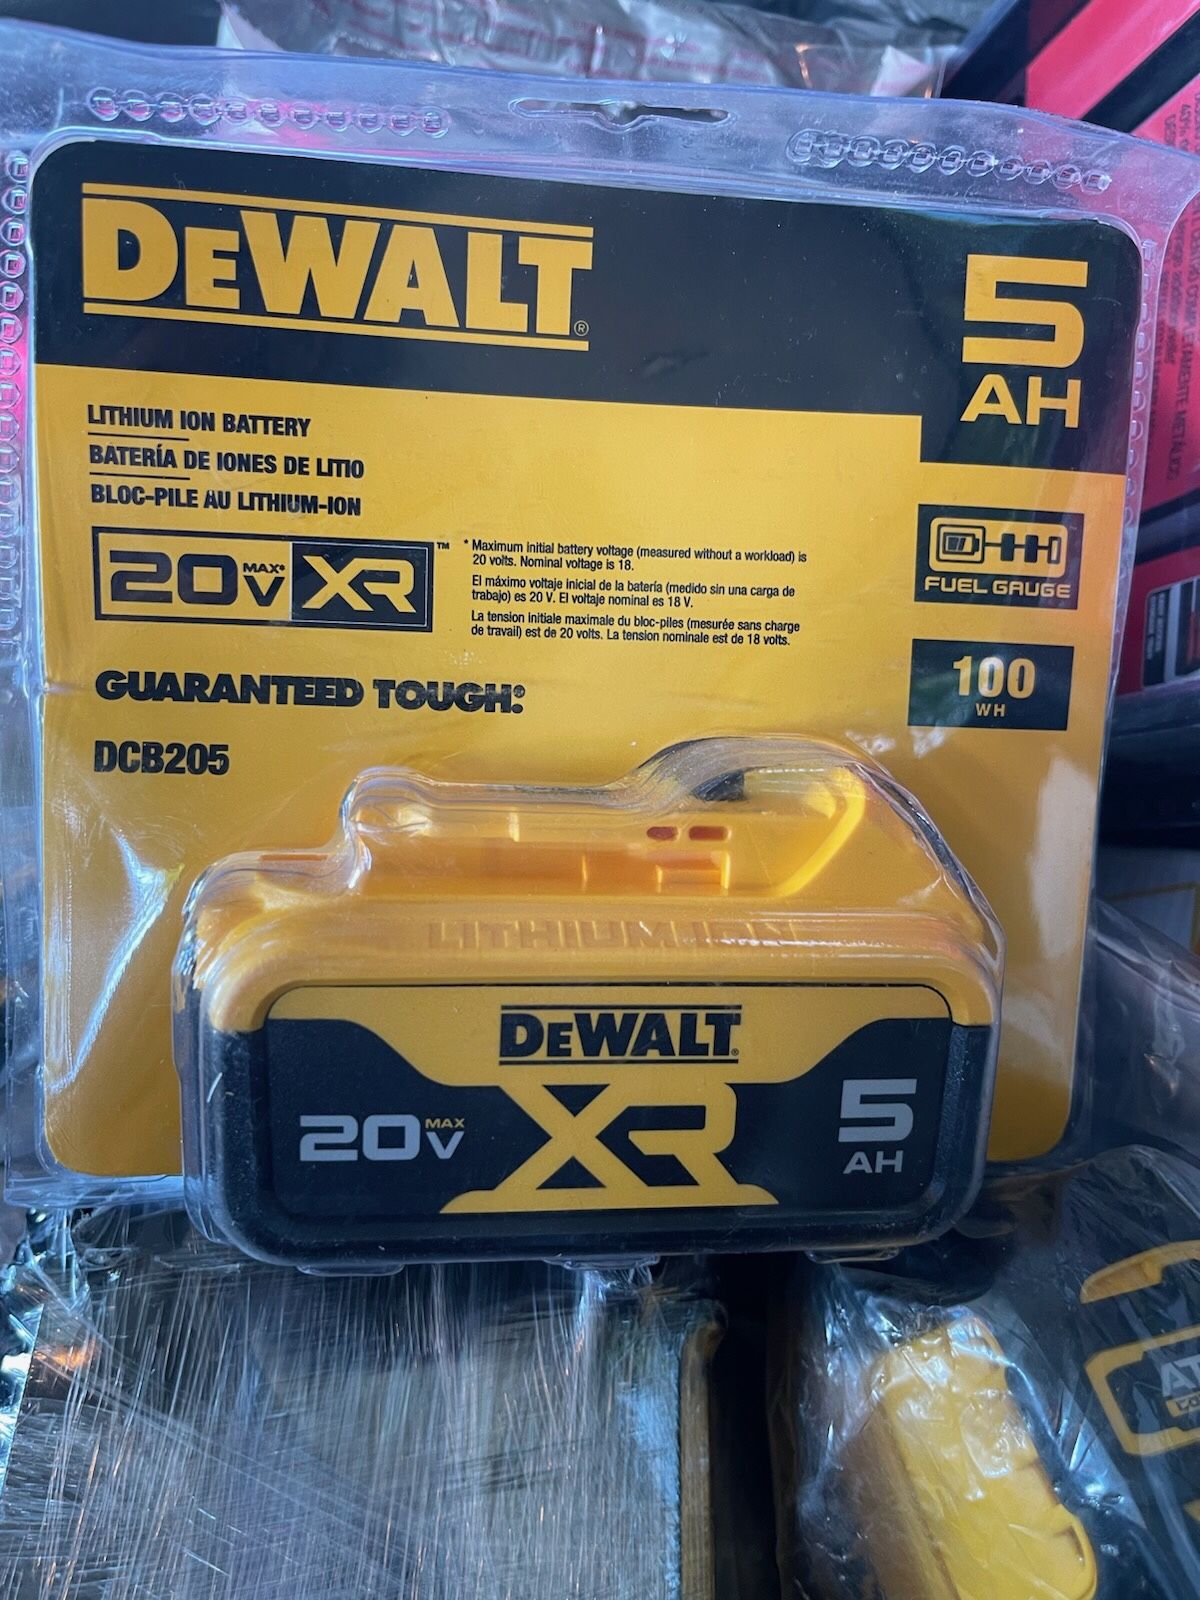 DEWALT®
5
AH
LITHIUM ION BATTERY
BATERÍA DE IONES DE LITIO
BLOC-PILE AU LITHIUM-ION
20V MAX* XR™
* Maximum initial battery voltage (measured without a workload) is
20 volts. Nominal voltage is 18.
El máximo voltaje inicial de la batería (medido sin una carga de
trabajo) es 20 V. El voltaje nominal es 18 V.
La tension initiale maximale du bloc-piles (mesurée sans charge
de travail) est de 20 volts. La tension nominale est de 18 volts.
FUEL GAUGE
100
WH
GUARANTEED TOUGH®
DCB205
LITHIUM ION
DEWALT®
20V MAX
XR
5
AH